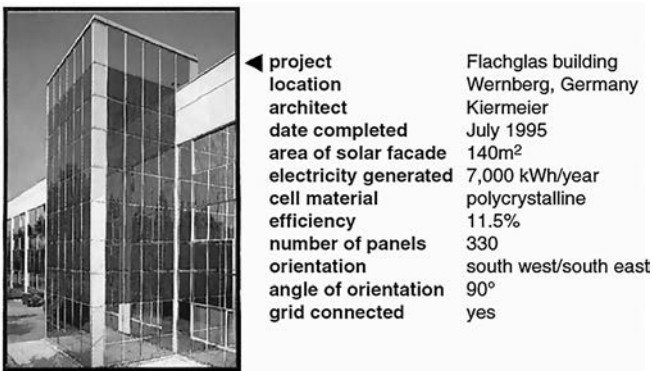 project Flachglas building
location Wernberg, Germany
architect Kiermeier
date completed July 1995
area of solar facade 140m²
electricity generated 7,000 kWh/year
cell material polycrystalline
efficiency 11.5%
number of panels 330
orientation south west/south east
angle of orientation 90°
grid connected yes